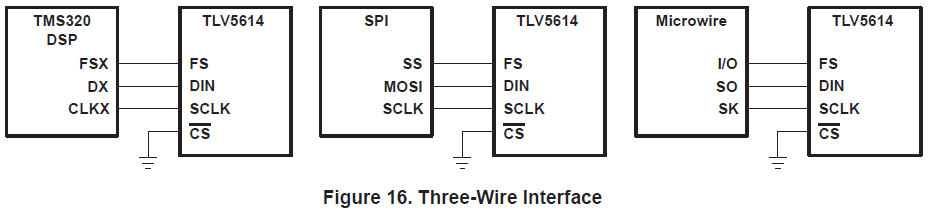 TMS320
DSP
FSX
DX
CLKX
TLV5614
FS
DIN
SCLK
CS
SPI
SS
MOSI
SCLK
TLV5614
FS
DIN
SCLK
CS
Microwire
I/O
SO
SK
TLV5614
FS
DIN
SCLK
CS
Figure 16. Three-Wire Interface